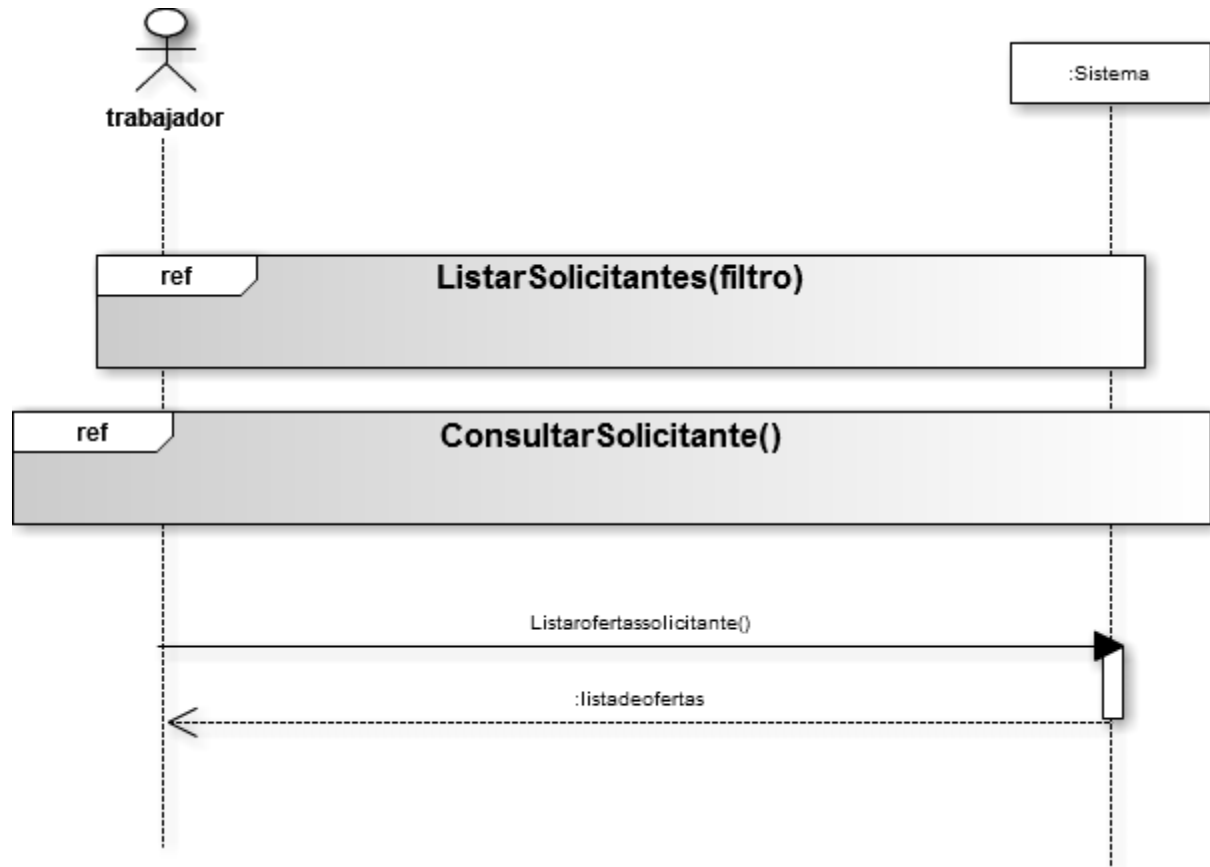 trabajador
:Sistema
ref
ListarSolicitantes(filtro)
ref
ConsultarSolicitante()
Listarofertassolicitante()
:listadeofertas